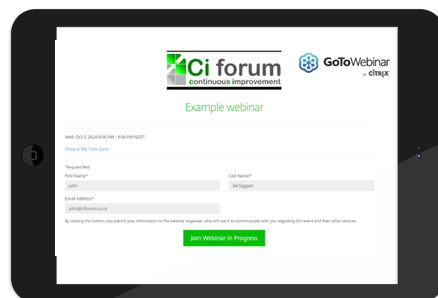 Ci forum
continuous improvement
GoToWebinar
by citrix
Example webinar
Wed, Oct 5, 2016 8:00 PM - 9:00 PM NZDT
Show in My Time Zone
*Required field
First Name*
Last Name*
John
McTaggart
Email Address*
john@ciforum.co.nz
By clicking this button, you submit your information to the webinar organizer, who will use it to communicate with you regarding this event and their other services.
Join Webinar in Progress